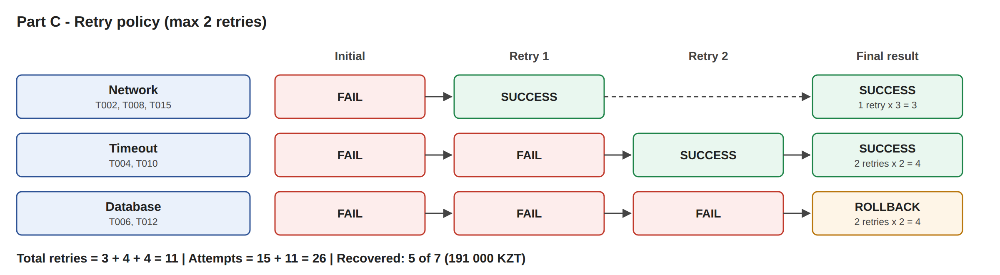 Part C - Retry policy (max 2 retries)
Initial
Retry 1
Retry 2
Final result
Network
T002, T008, T015
FAIL
SUCCESS
SUCCESS
1 retry x 3 = 3
Timeout
T004, T010
FAIL
FAIL
SUCCESS
SUCCESS
2 retries x 2 = 4
Database
T006, T012
FAIL
FAIL
FAIL
ROLLBACK
2 retries x 2 = 4
Total retries = 3 + 4 + 4 = 11 | Attempts = 15 + 11 = 26 | Recovered: 5 of 7 (191 000 KZT)